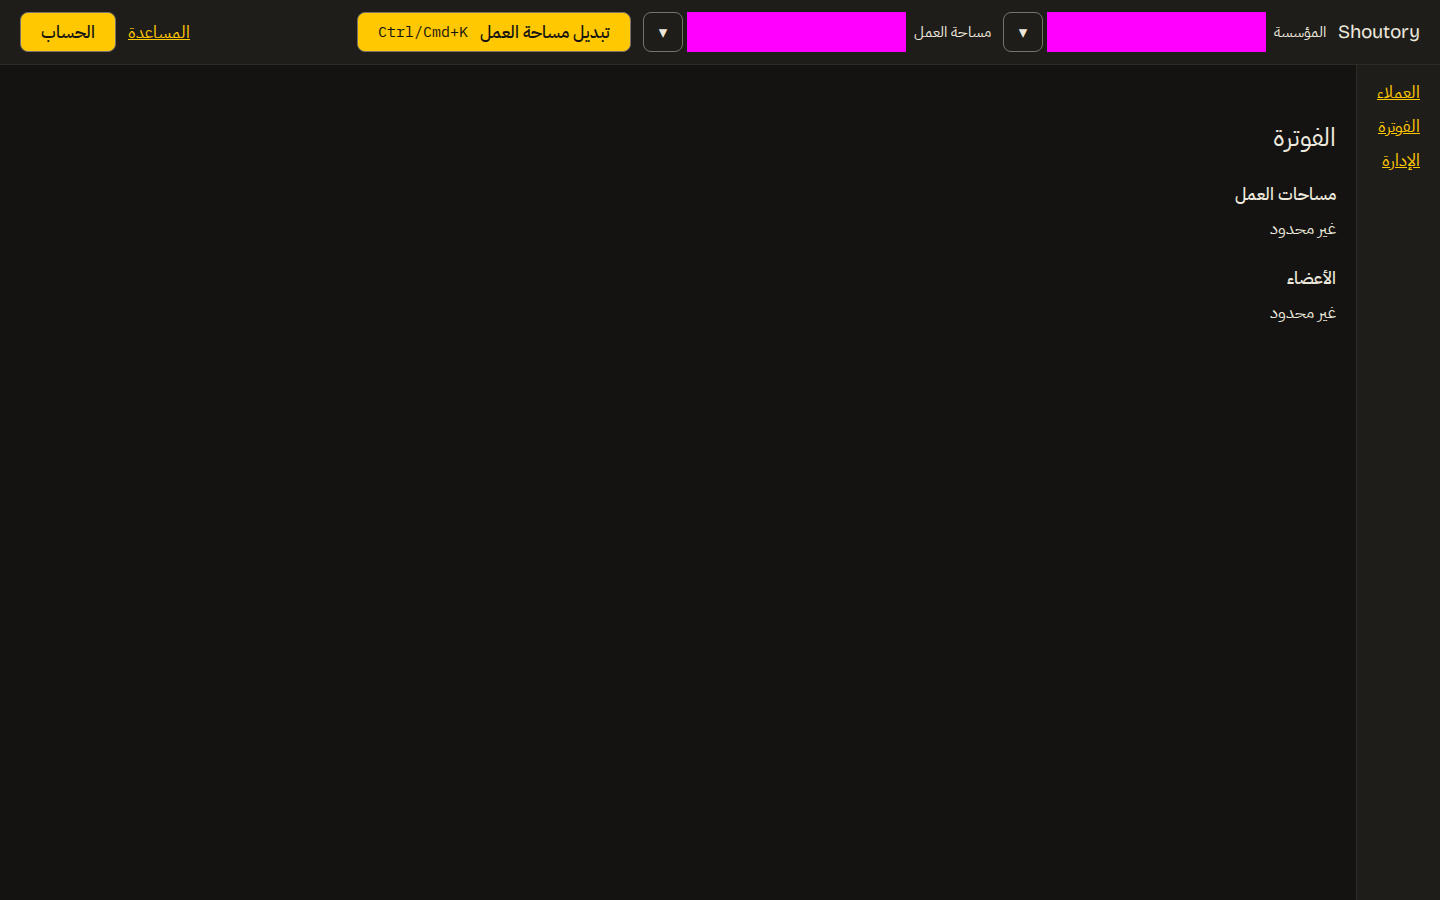 Shoutory
المؤسسة
▼
مساحة العمل
▼
تبديل مساحة العمل Ctrl/Cmd+K
المساعدة
الحساب
العملاء
الفوترة
الإدارة
الفوترة
مساحات العمل
غير محدود
الأعضاء
غير محدود